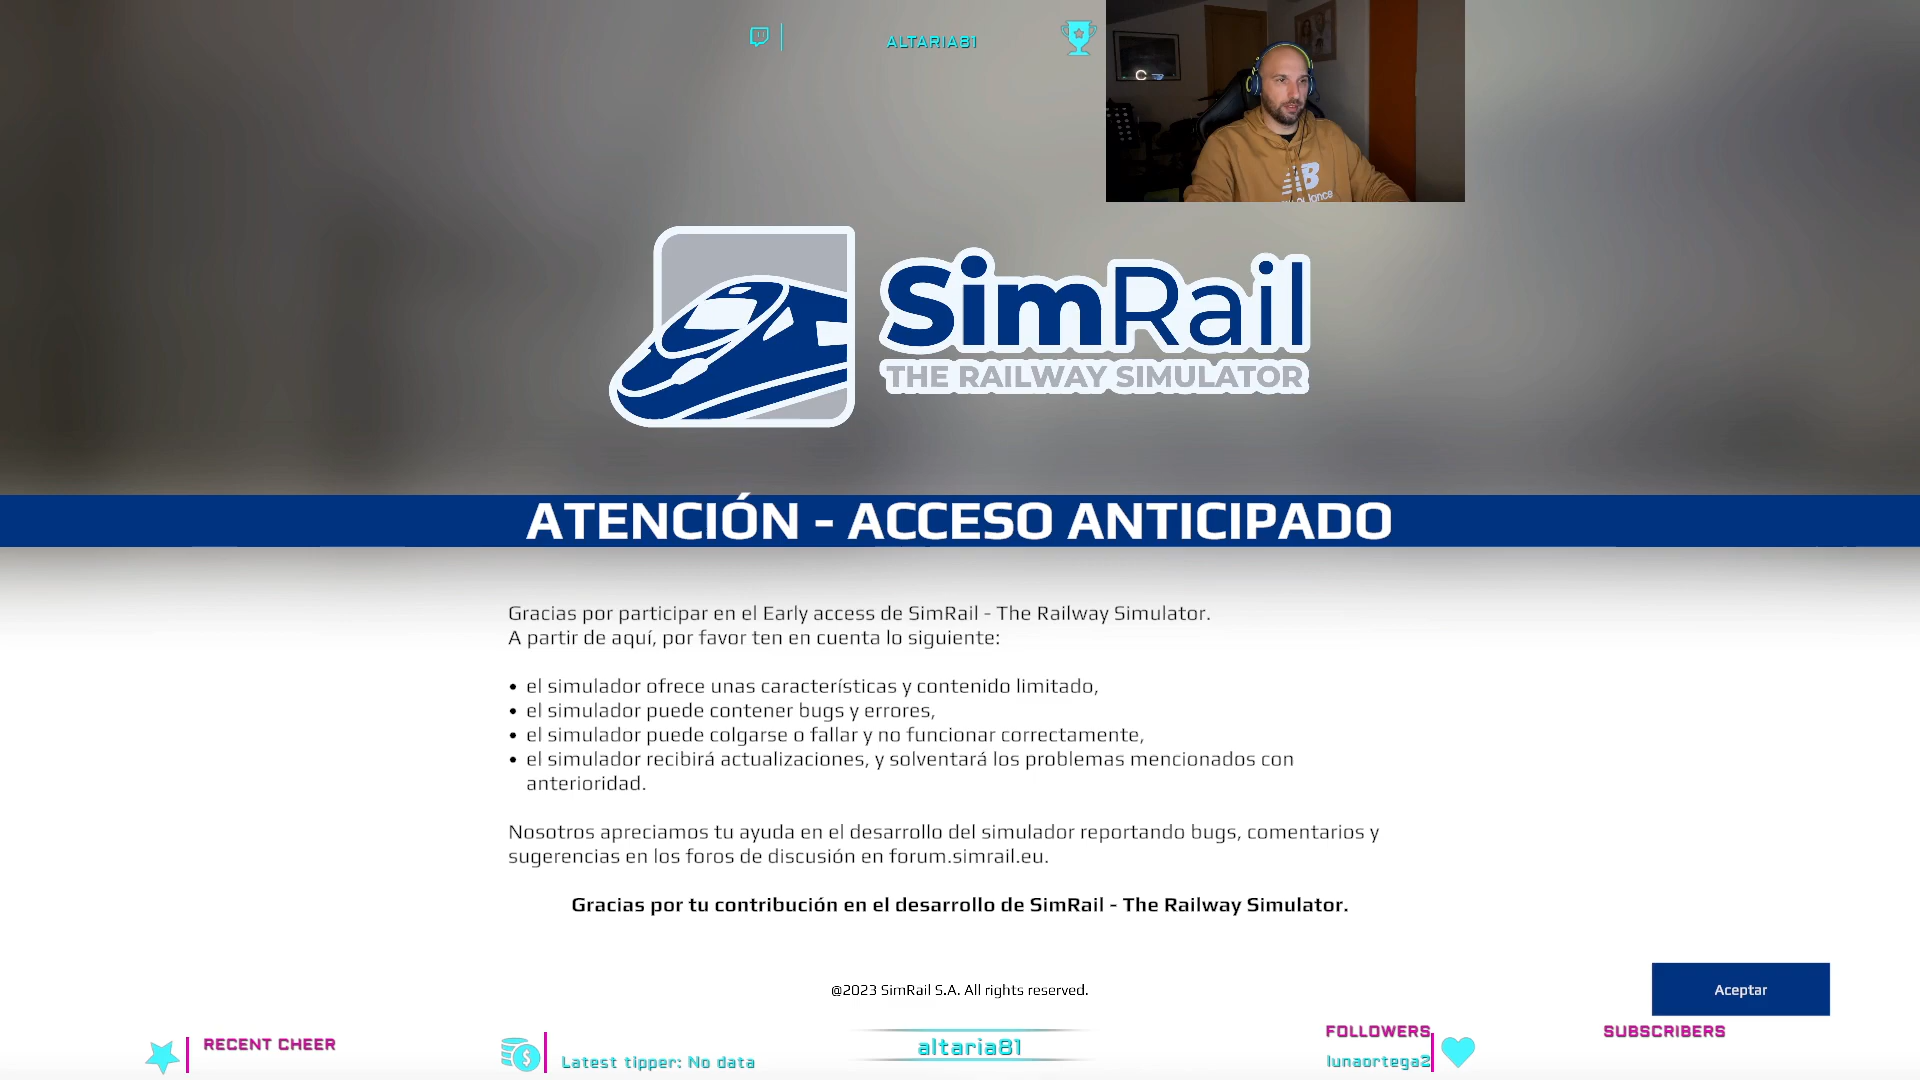 ALTARIA81
NB
SimRail
THE RAILWAY SIMULATOR
ATENCIÓN - ACCESO ANTICIPADO
Gracias por participar en el Early access de SimRail - The Railway Simulator.
A partir de aquí, por favor ten en cuenta lo siguiente:
• el simulador ofrece unas características y contenido limitado,
• el simulador puede contener bugs y errores,
• el simulador puede colgarse o fallar y no funcionar correctamente,
• el simulador recibirá actualizaciones, y solventará los problemas mencionados con
anterioridad.
Nosotros apreciamos tu ayuda en el desarrollo del simulador reportando bugs, comentarios y
sugerencias en los foros de discusión en forum.simrail.eu.
Gracias por tu contribución en el desarrollo de SimRail - The Railway Simulator.
@2023 SimRail S.A. All rights reserved.
Aceptar
RECENT CHEER
Latest tipper: No data
altaria81
FOLLOWERS
lunaortega2
SUBSCRIBERS